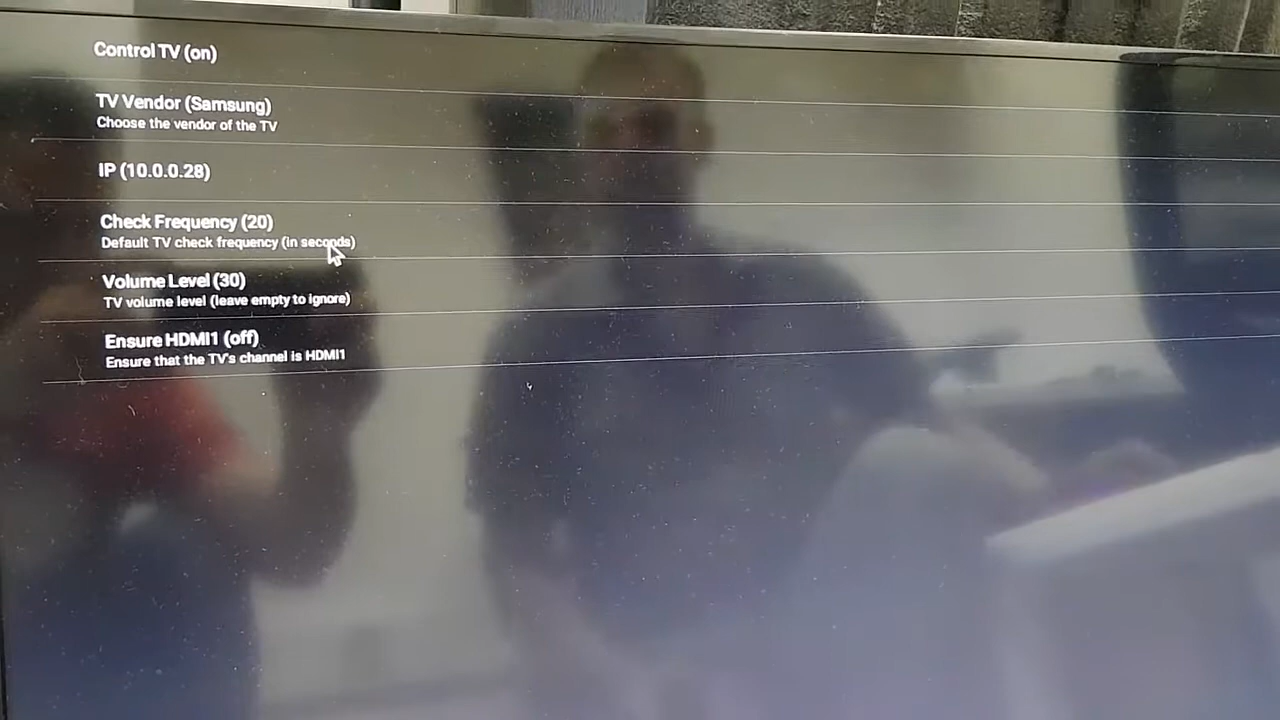 Control TV (on)
TV Vendor (Samsung)
Choose the vendor of the TV
IP (10.0.0.28)
Check Frequency (20)
Default TV check frequency (in seconds)
Volume Level (30)
TV volume level (leave empty to ignore)
Ensure HDMI1 (off)
Ensure that the TV's channel is HDMI1